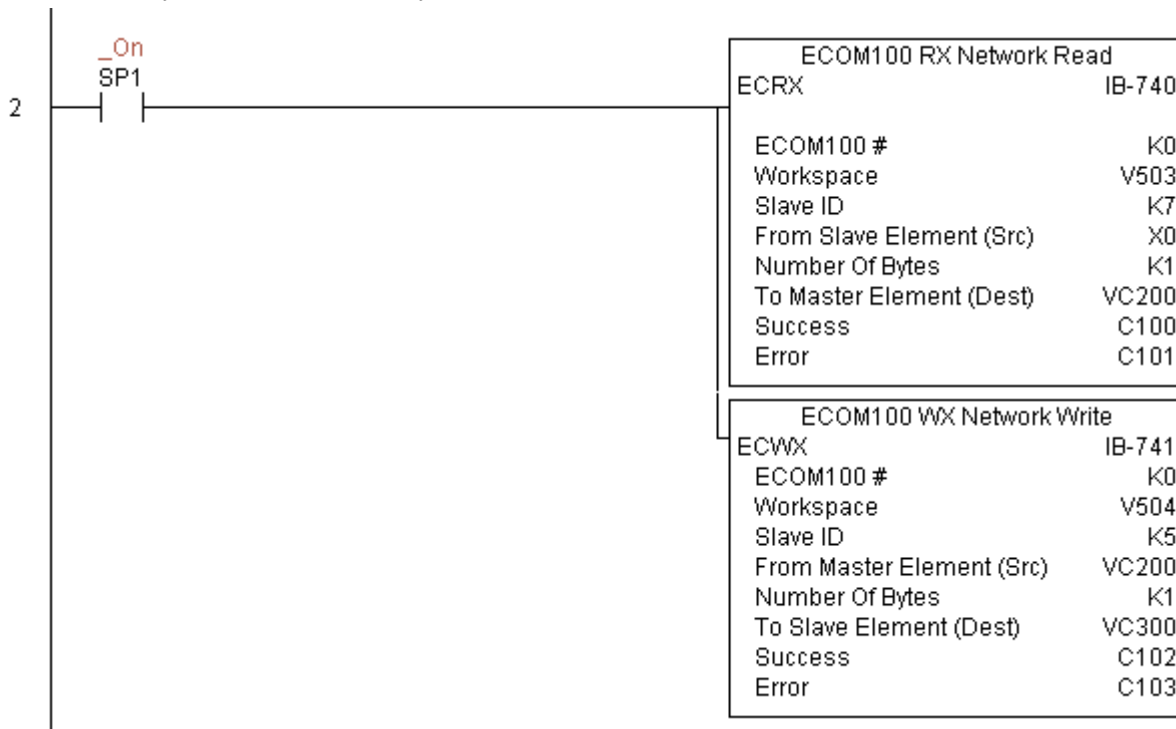 _On
SP1
2
ECOM100 RX Network Read
ECRX IB-740
ECOM100 # K0
Workspace V503
Slave ID K7
From Slave Element (Src) X0
Number Of Bytes K1
To Master Element (Dest) VC200
Success C100
Error C101
ECOM100 WX Network Write
ECWX IB-741
ECOM100 # K0
Workspace V504
Slave ID K5
From Master Element (Src) VC200
Number Of Bytes K1
To Slave Element (Dest) VC300
Success C102
Error C103